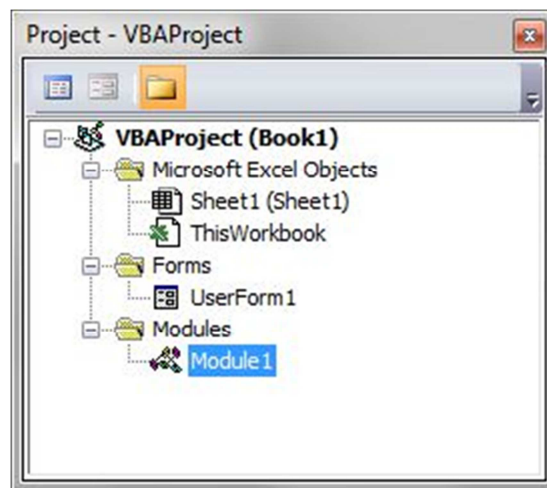 Project - VBAProject
VBAProject (Book1)
Microsoft Excel Objects
Sheet1 (Sheet1)
ThisWorkbook
Forms
UserForm1
Modules
Module1